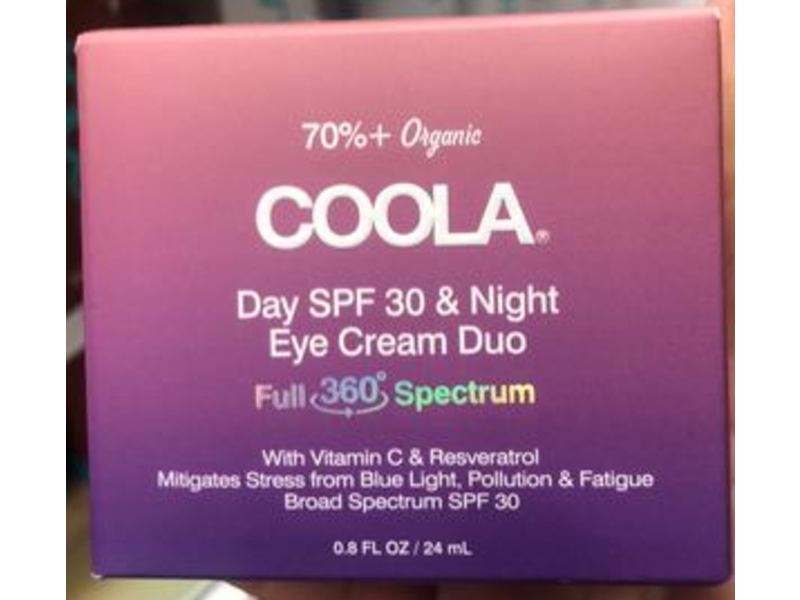 70%+ Organic
COOLA®
Day SPF 30 & Night
Eye Cream Duo
Full 360° Spectrum
With Vitamin C & Resveratrol
Mitigates Stress from Blue Light, Pollution & Fatigue
Broad Spectrum SPF 30
0.8 FL OZ / 24 mL